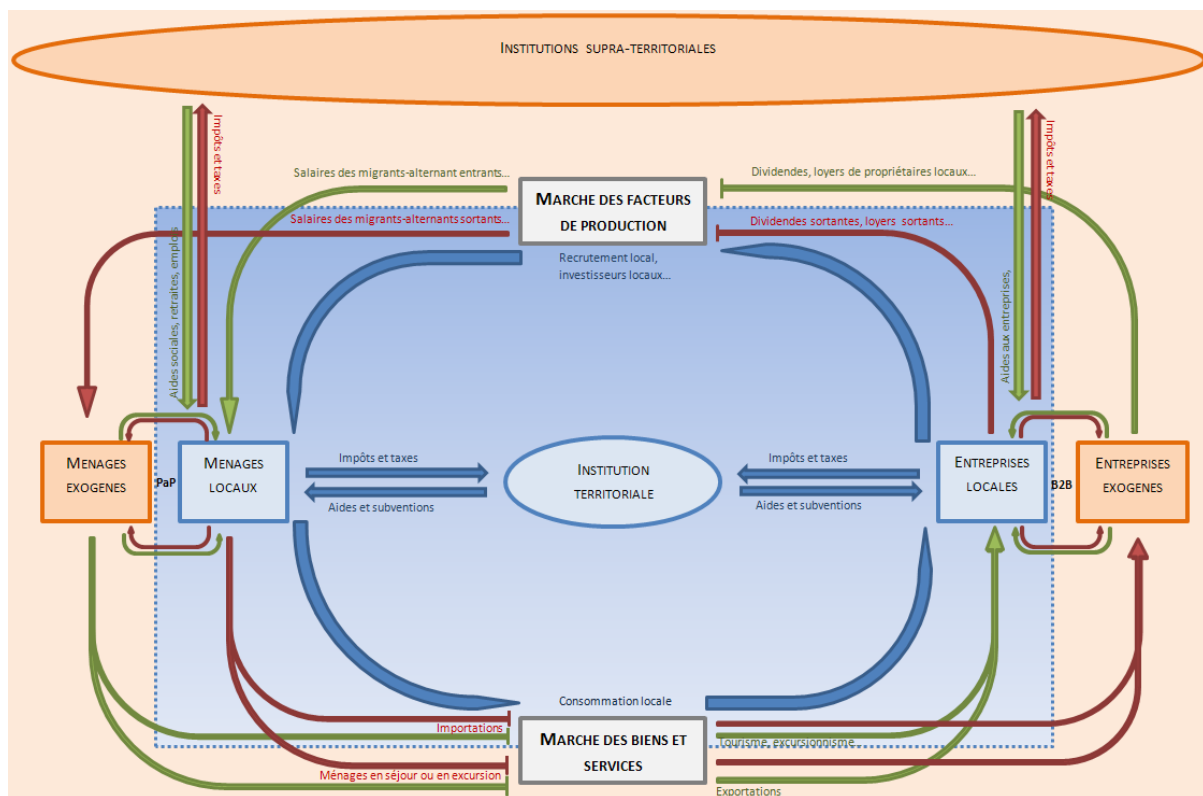 INSTITUTIONS SUPRA-TERRITORIALES
Impôts et taxes
Aides sociales, retraites, emplois
Impôts et taxes
Aides aux entreprises,
Salaires des migrants-alternant entrants...
Dividendes, loyers de propriétaires locaux...
MARCHE DES FACTEURS
DE PRODUCTION
Salaires des migrants-alternants sortants...
Dividendes sortantes, loyers sortants...
Recrutement local,
investisseurs locaux...
MENAGES
EXOGENES
PaP
MENAGES
LOCAUX
Impôts et taxes
Aides et subventions
INSTITUTION
TERRITORIALE
Impôts et taxes
Aides et subventions
ENTREPRISES
LOCALES
B2B
ENTREPRISES
EXOGENES
Consommation locale
Importations
MARCHE DES BIENS ET
SERVICES
Tourisme, excursionnisme...
Ménages en séjour ou en excursion
Exportations